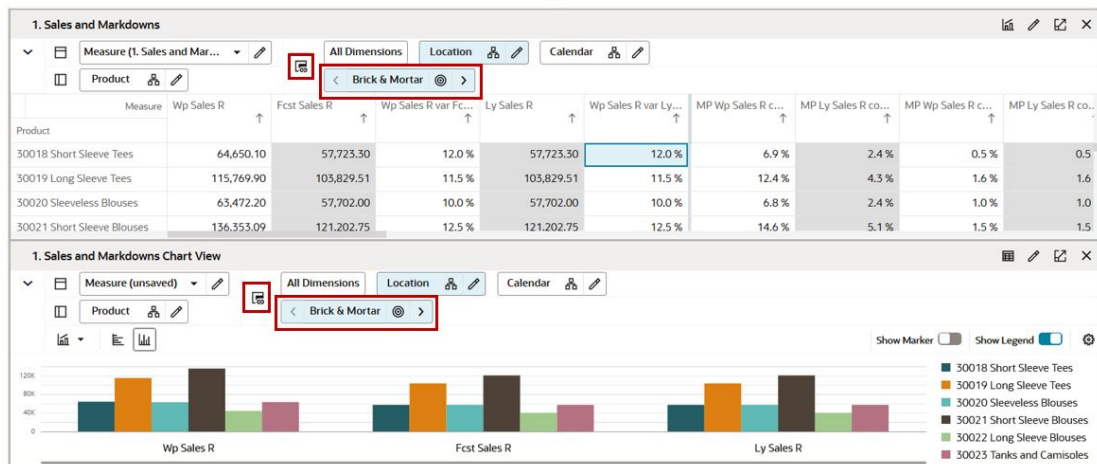 1. Sales and Markdowns
Measure (1. Sales and Mar...
All Dimensions Location Calendar
Product Brick & Mortar
Measure Wp Sales R Fcst Sales R Wp Sales R var Fc... Ly Sales R Wp Sales R var Ly... MP Wp Sales R c... MP Ly Sales R co... MP Wp Sales R c... MP Ly Sales R co...
Product
30018 Short Sleeve Tees 64,650.10 57,723.30 12.0 % 57,723.30 12.0 % 6.9 % 2.4 % 0.5 % 0.5
30019 Long Sleeve Tees 115,769.90 103,829.51 11.5 % 103,829.51 11.5 % 12.4 % 4.3 % 1.6 % 1.6
30020 Sleeveless Blouses 63,472.20 57,702.00 10.0 % 57,702.00 10.0 % 6.8 % 2.4 % 1.0 % 1.0
30021 Short Sleeve Blouses 136,353.09 121,202.75 12.5 % 121,202.75 12.5 % 14.6 % 5.1 % 1.5 % 1.5
1. Sales and Markdowns Chart View
Measure (unsaved) All Dimensions Location Calendar
Product Brick & Mortar
Show Marker Show Legend
120K
80K
40K
0
Wp Sales R Fcst Sales R Ly Sales R
30018 Short Sleeve Tees
30019 Long Sleeve Tees
30020 Sleeveless Blouses
30021 Short Sleeve Blouses
30022 Long Sleeve Blouses
30023 Tanks and Camisoles